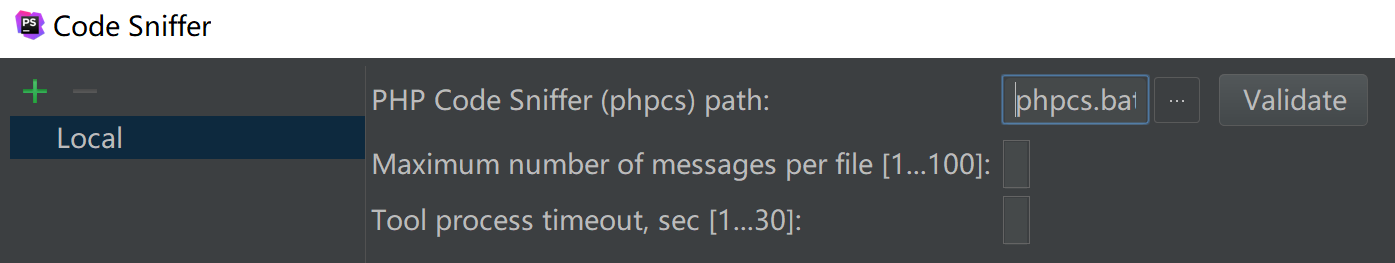 PS Code Sniffer
PHP Code Sniffer (phpcs) path: phpcs.bat ... Validate
Local
Maximum number of messages per file [1...100]:
Tool process timeout, sec [1...30]: